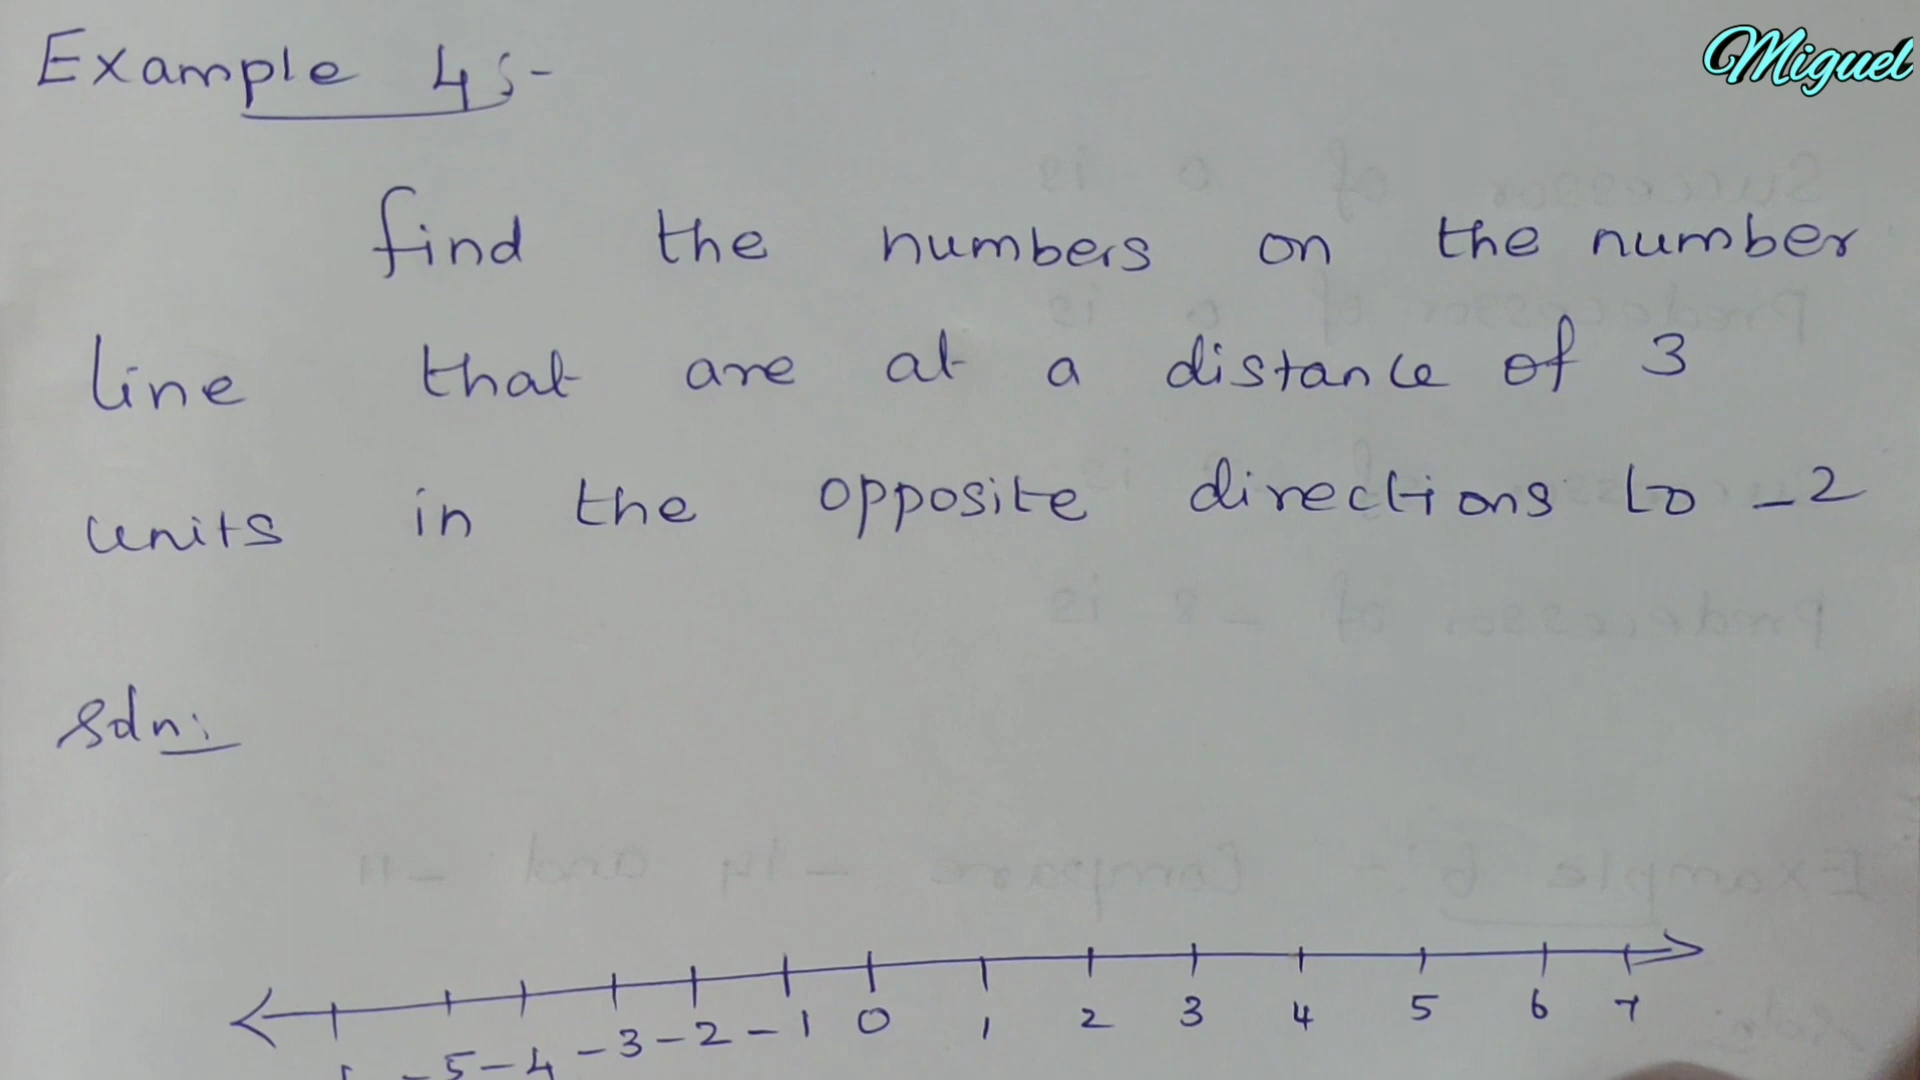 Example 4:-
Miguel
find the numbers on the number
line that are at a distance of 3
units in the opposite directions to -2
Soln:
-5 -4 -3 -2 -1 0 1 2 3 4 5 6 7